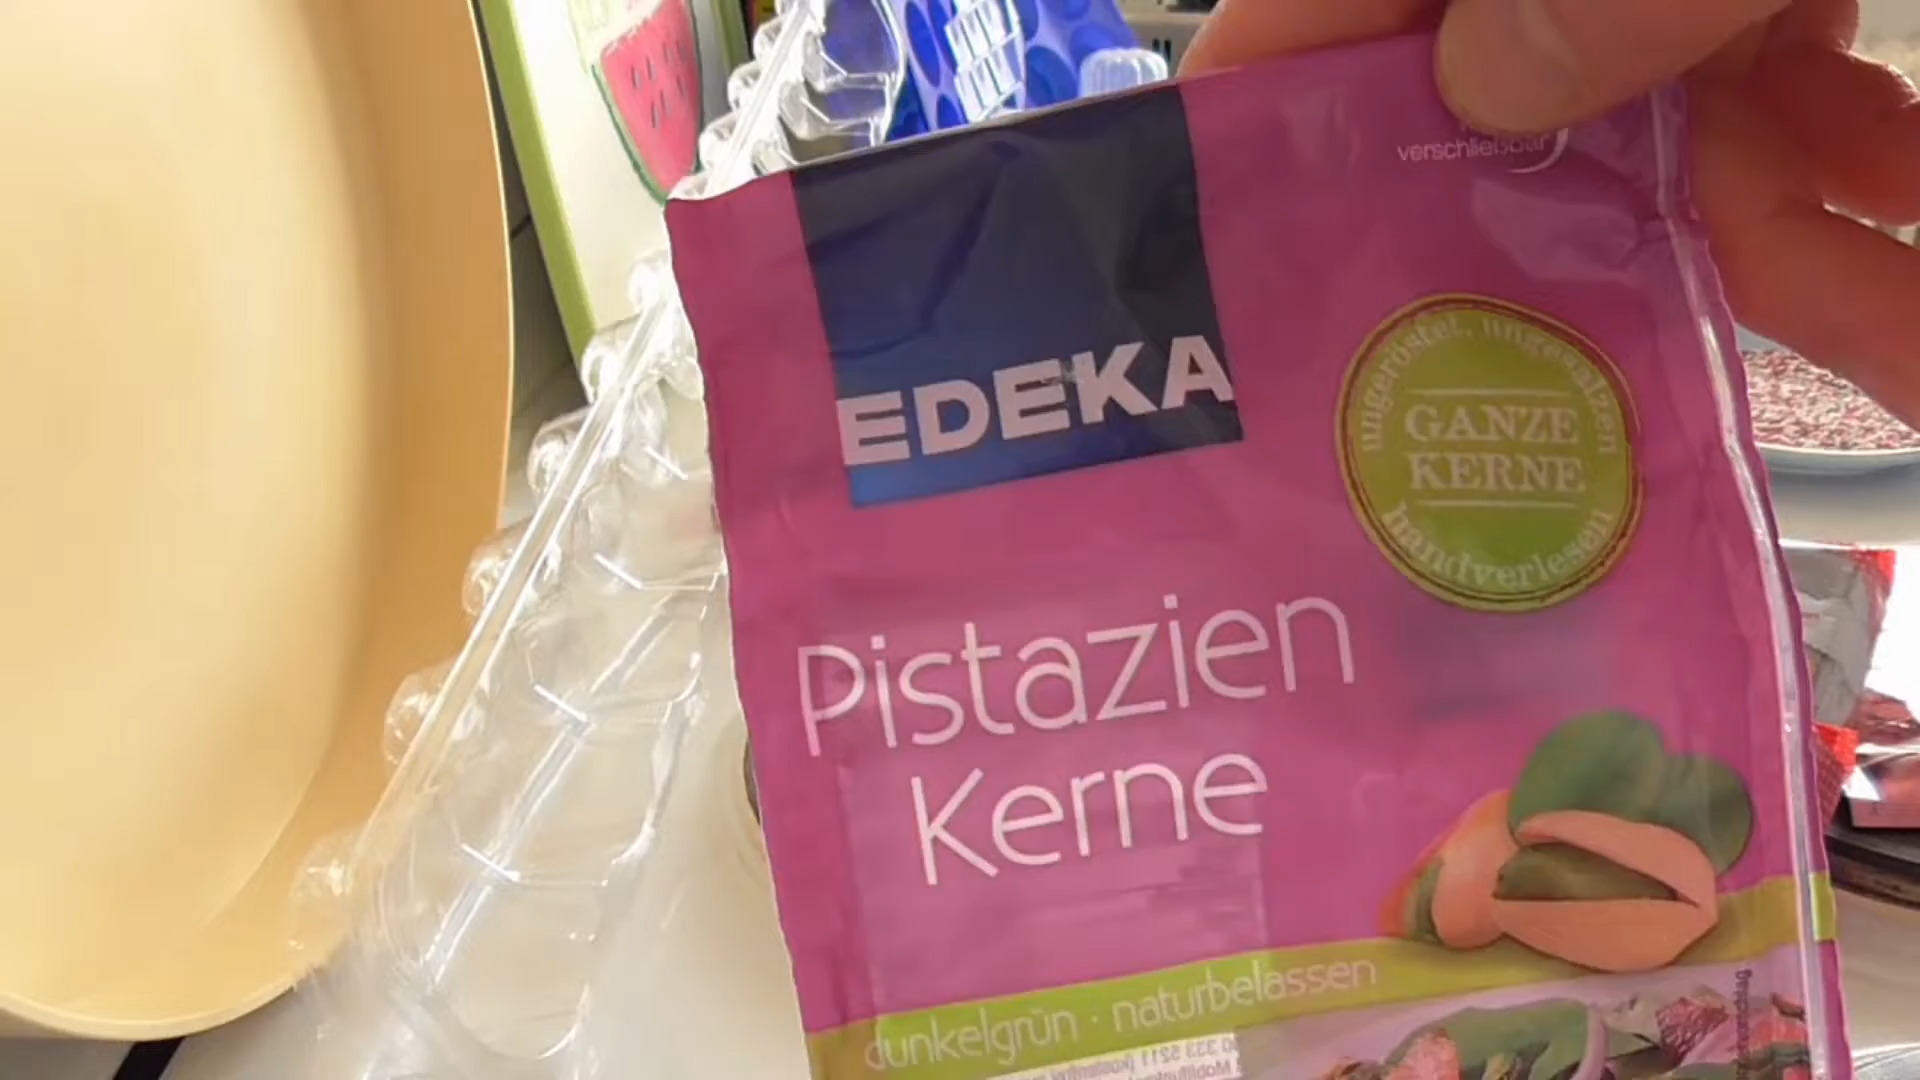 verschließbar
EDEKA
ungeröstet, ungesalzen
GANZE
KERNE
handverlesen
Pistazien
Kerne
dunkelgrün · naturbelassen